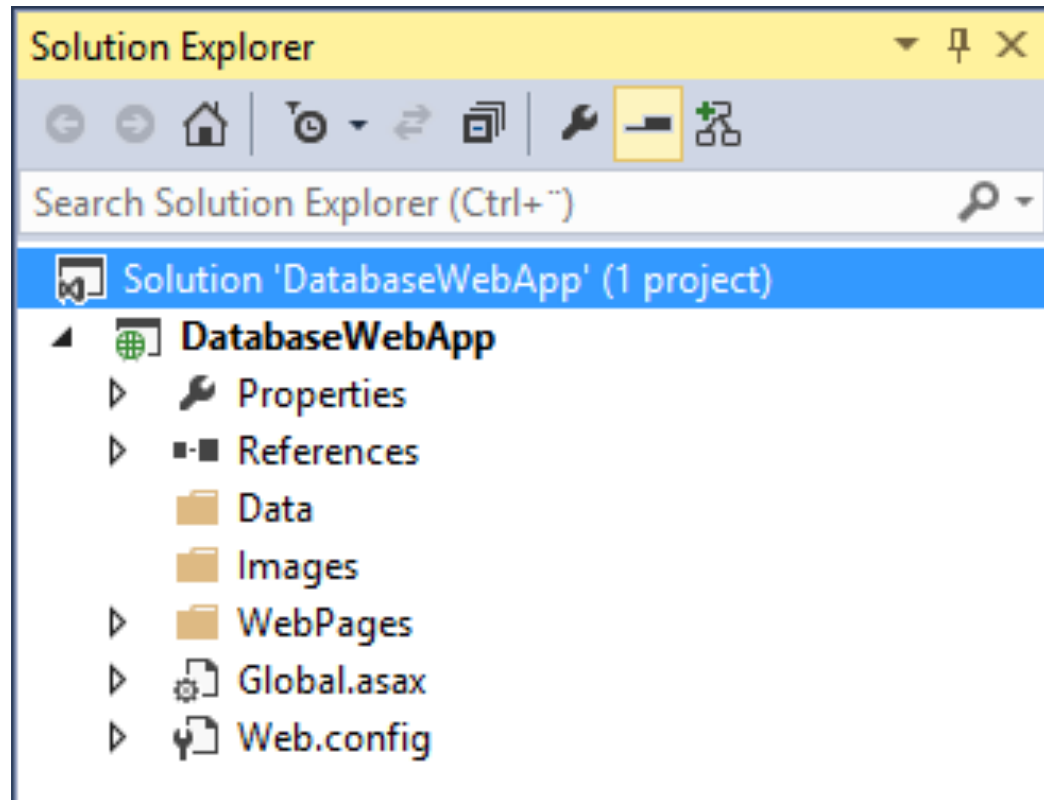 Solution Explorer
Search Solution Explorer (Ctrl+¨)
Solution 'DatabaseWebApp' (1 project)
DatabaseWebApp
Properties
References
Data
Images
WebPages
Global.asax
Web.config